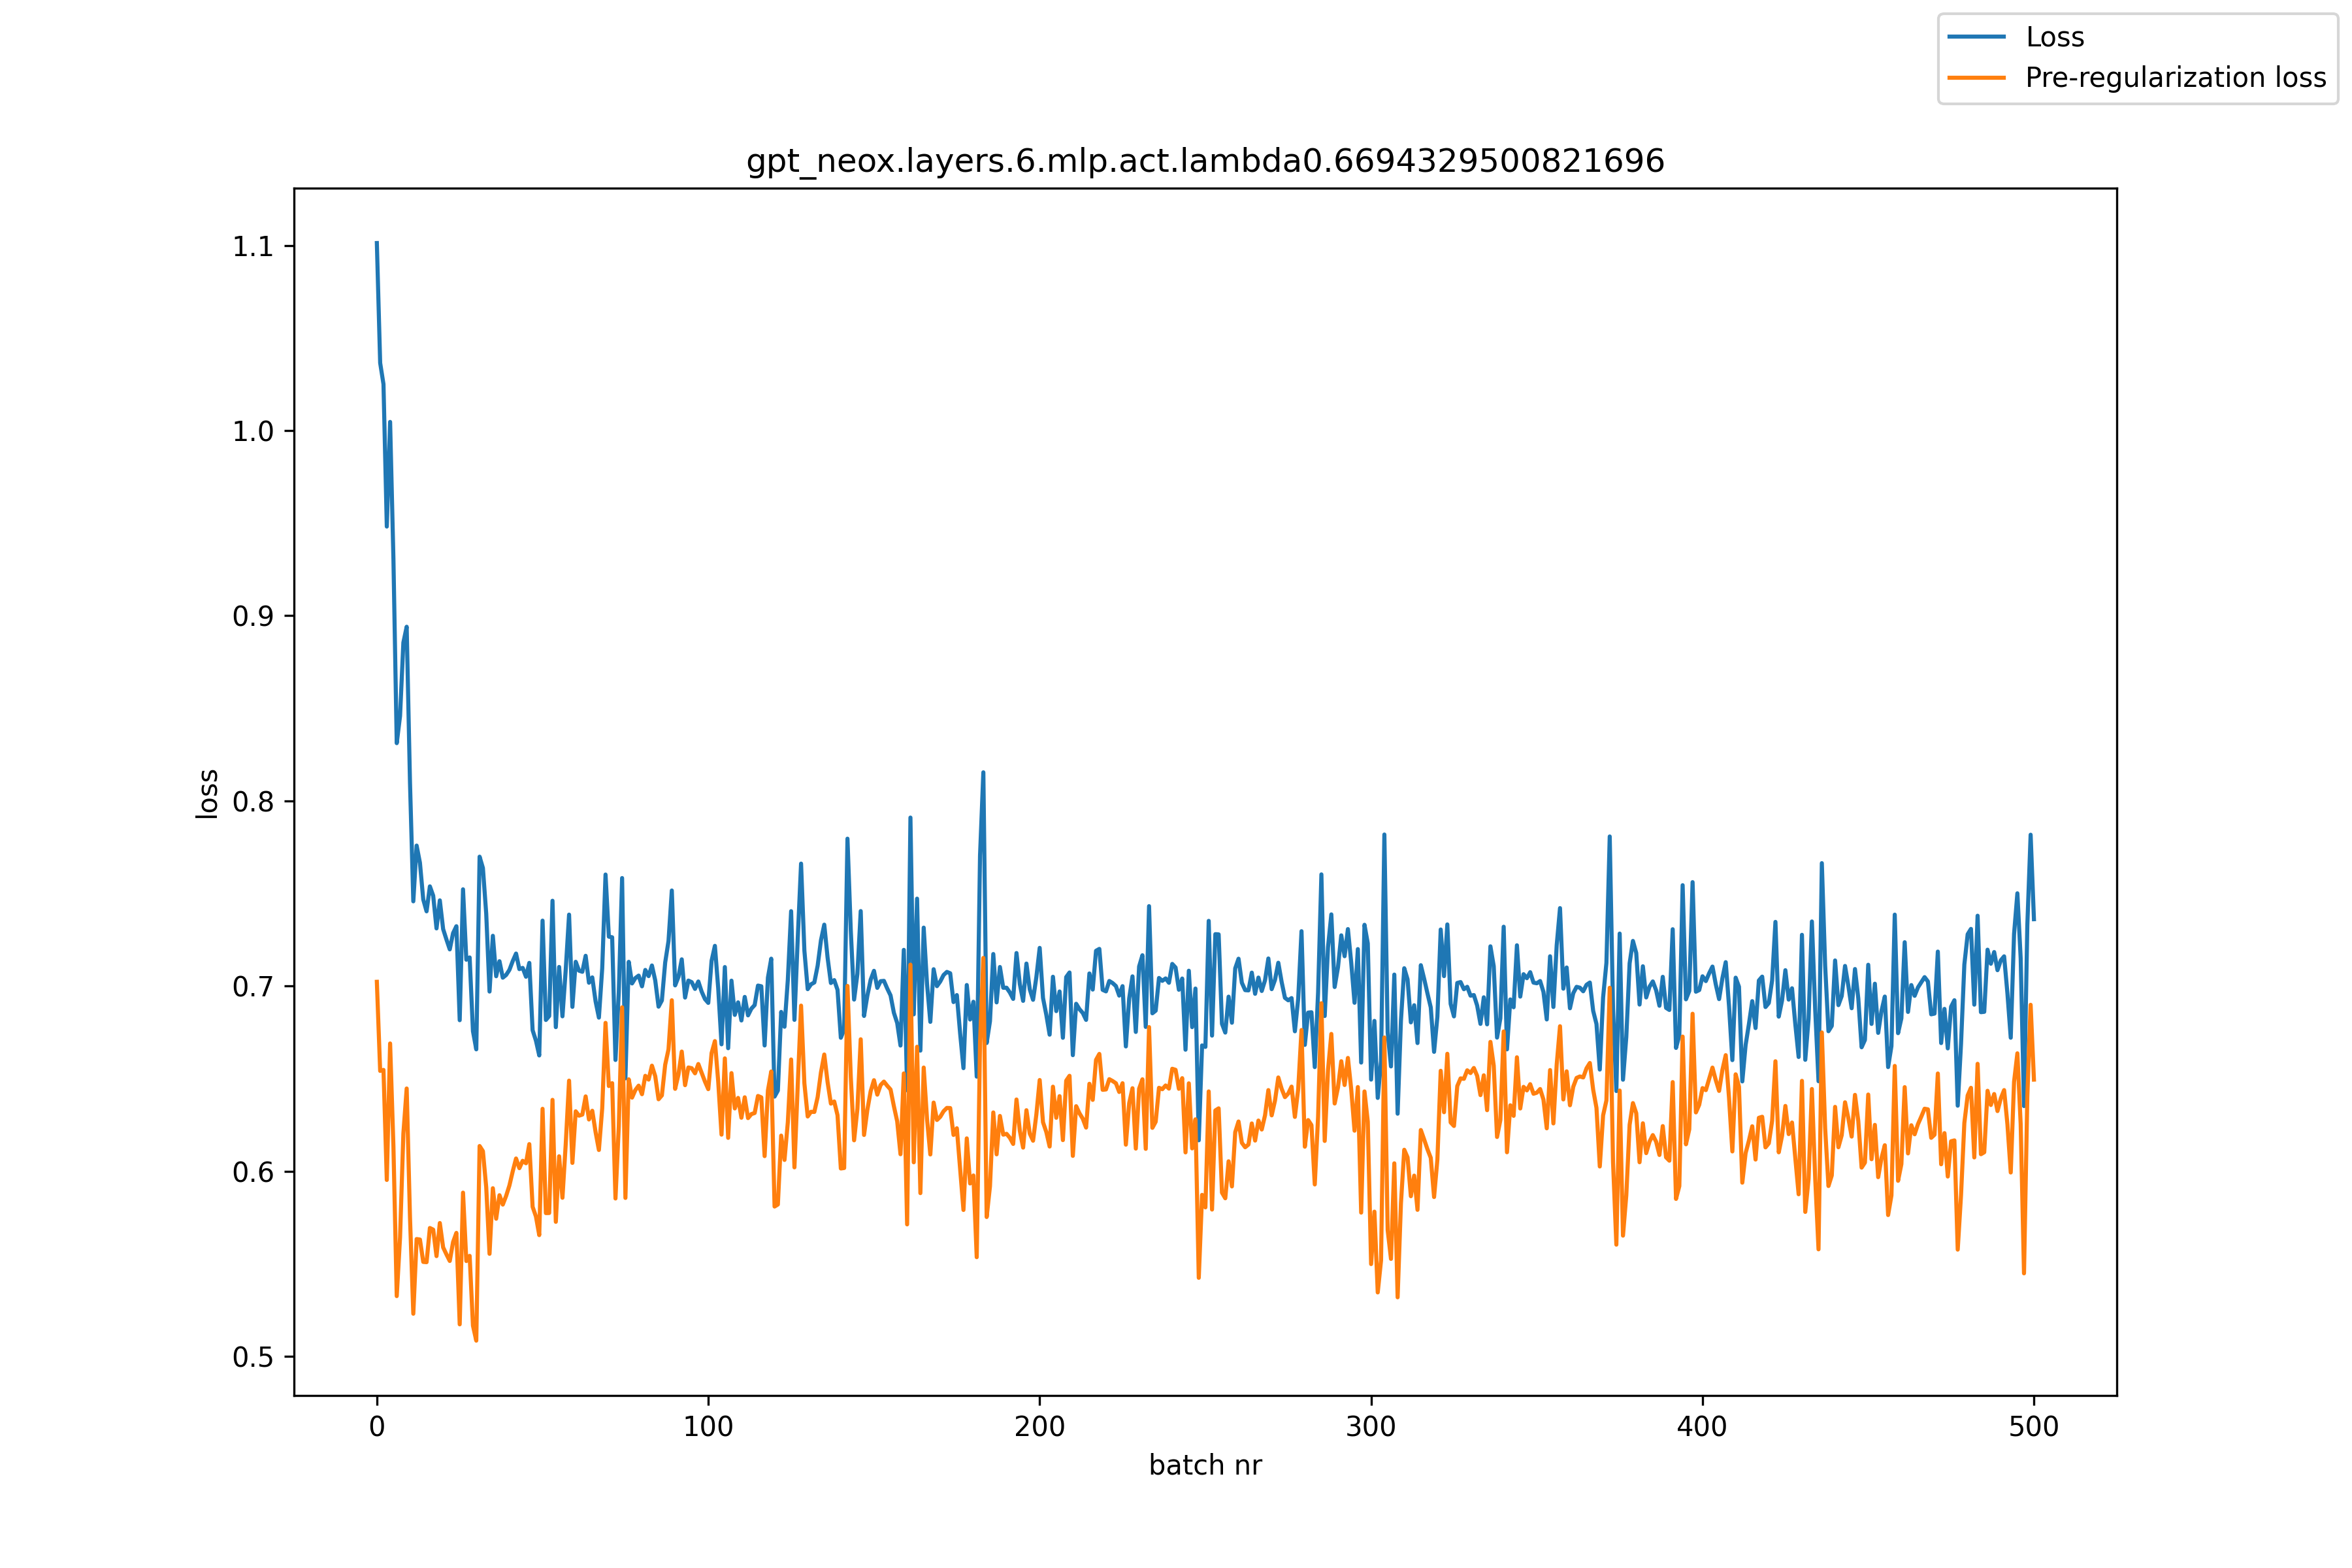 Loss
Pre-regularization loss
gpt_neox.layers.6.mlp.act.lambda0.6694329500821696
1.1
1.0
0.9
0.8
0.7
0.6
0.5
loss
0 100 200 300 400 500
batch nr